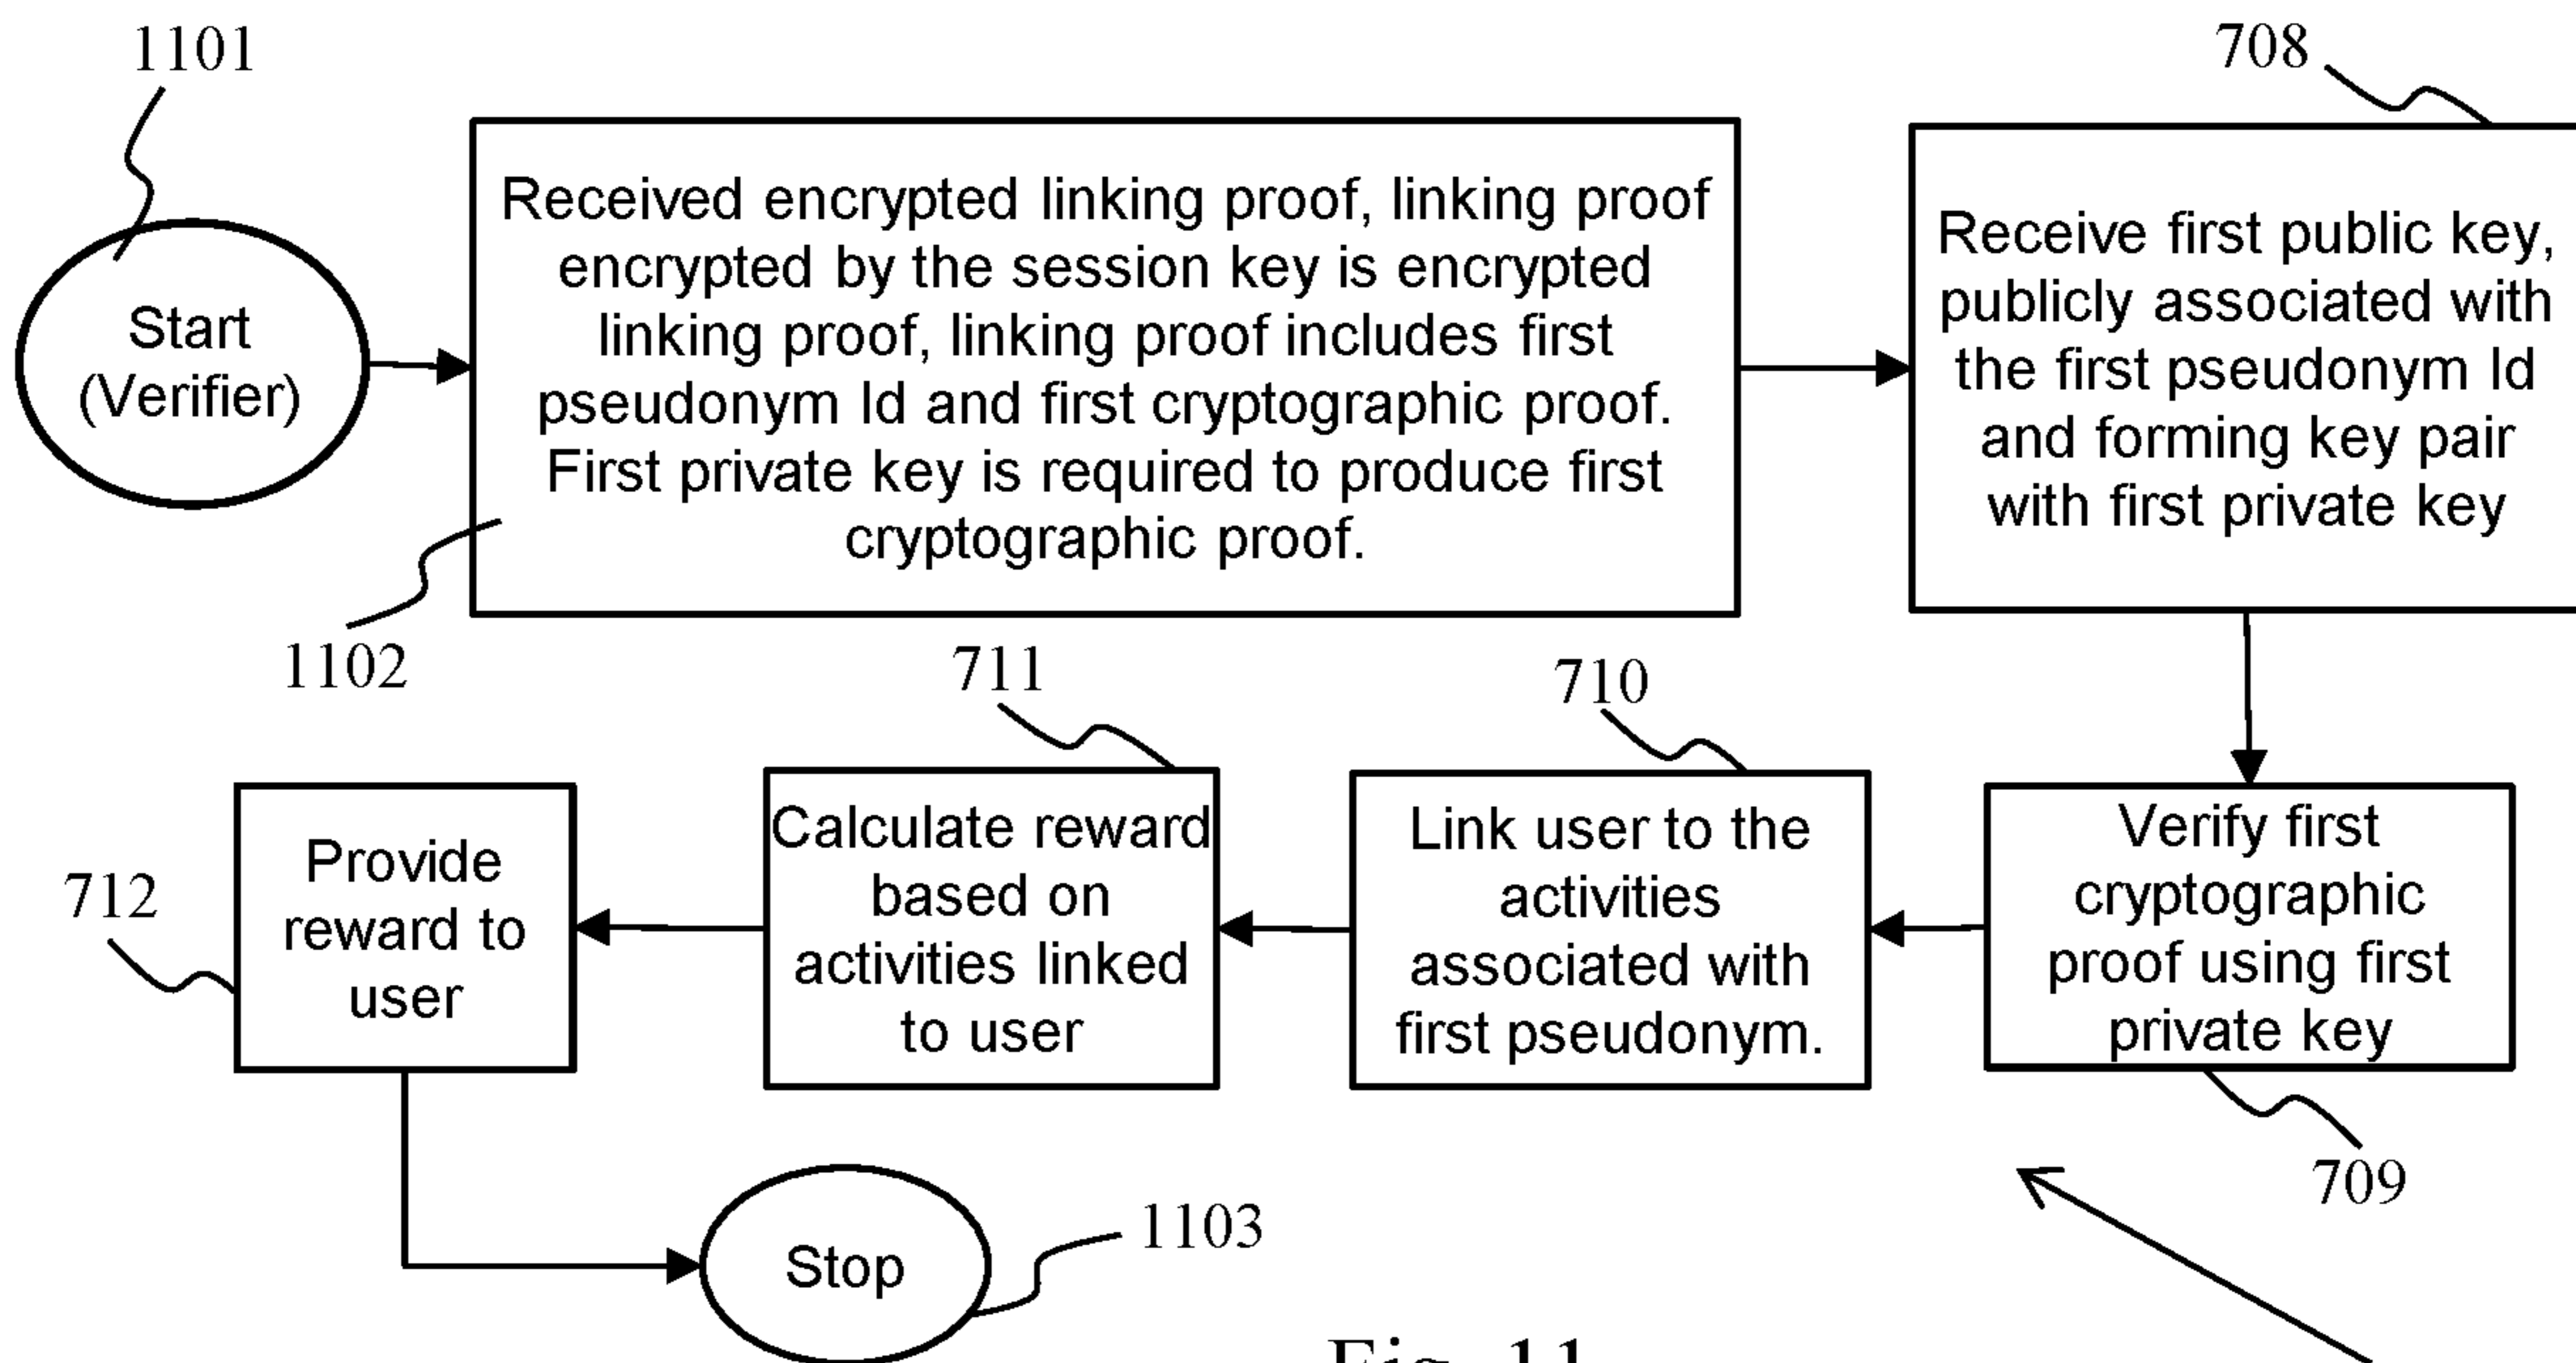 1101
708
Start
(Verifier)
Received encrypted linking proof, linking proof
encrypted by the session key is encrypted
linking proof, linking proof includes first
pseudonym Id and first cryptographic proof.
First private key is required to produce first
cryptographic proof.
Receive first public key,
publicly associated with
the first pseudonym Id
and forming key pair
with first private key
1102
711
710
712
Provide
reward to
user
Calculate reward
based on
activities linked
to user
Link user to the
activities
associated with
first pseudonym.
Verify first
cryptographic
proof using first
private key
709
Stop
1103
Fig. 11